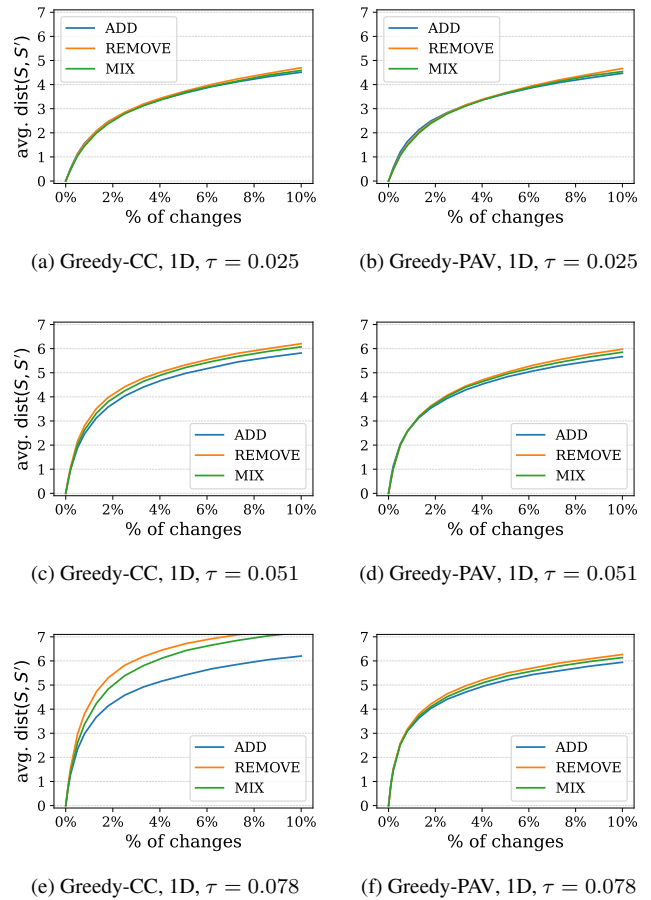 7
6
5
4
3
2
1
0
avg. dist(S, S′)
ADD
REMOVE
MIX
0% 2% 4% 6% 8% 10%
% of changes
(a) Greedy-CC, 1D, τ = 0.025
7
6
5
4
3
2
1
0
ADD
REMOVE
MIX
0% 2% 4% 6% 8% 10%
% of changes
(b) Greedy-PAV, 1D, τ = 0.025
7
6
5
4
3
2
1
0
avg. dist(S, S′)
ADD
REMOVE
MIX
0% 2% 4% 6% 8% 10%
% of changes
(c) Greedy-CC, 1D, τ = 0.051
7
6
5
4
3
2
1
0
ADD
REMOVE
MIX
0% 2% 4% 6% 8% 10%
% of changes
(d) Greedy-PAV, 1D, τ = 0.051
7
6
5
4
3
2
1
0
avg. dist(S, S′)
ADD
REMOVE
MIX
0% 2% 4% 6% 8% 10%
% of changes
(e) Greedy-CC, 1D, τ = 0.078
7
6
5
4
3
2
1
0
ADD
REMOVE
MIX
0% 2% 4% 6% 8% 10%
% of changes
(f) Greedy-PAV, 1D, τ = 0.078